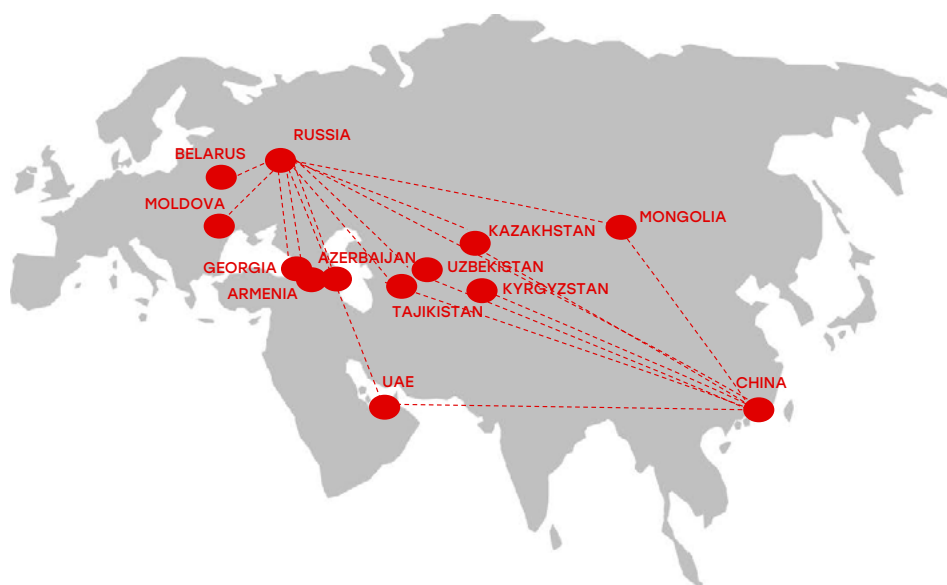 RUSSIA
BELARUS
MOLDOVA
MONGOLIA
KAZAKHSTAN
AZERBAIJAN
GEORGIA
UZBEKISTAN
KYRGYZSTAN
ARMENIA
TAJIKISTAN
UAE
CHINA